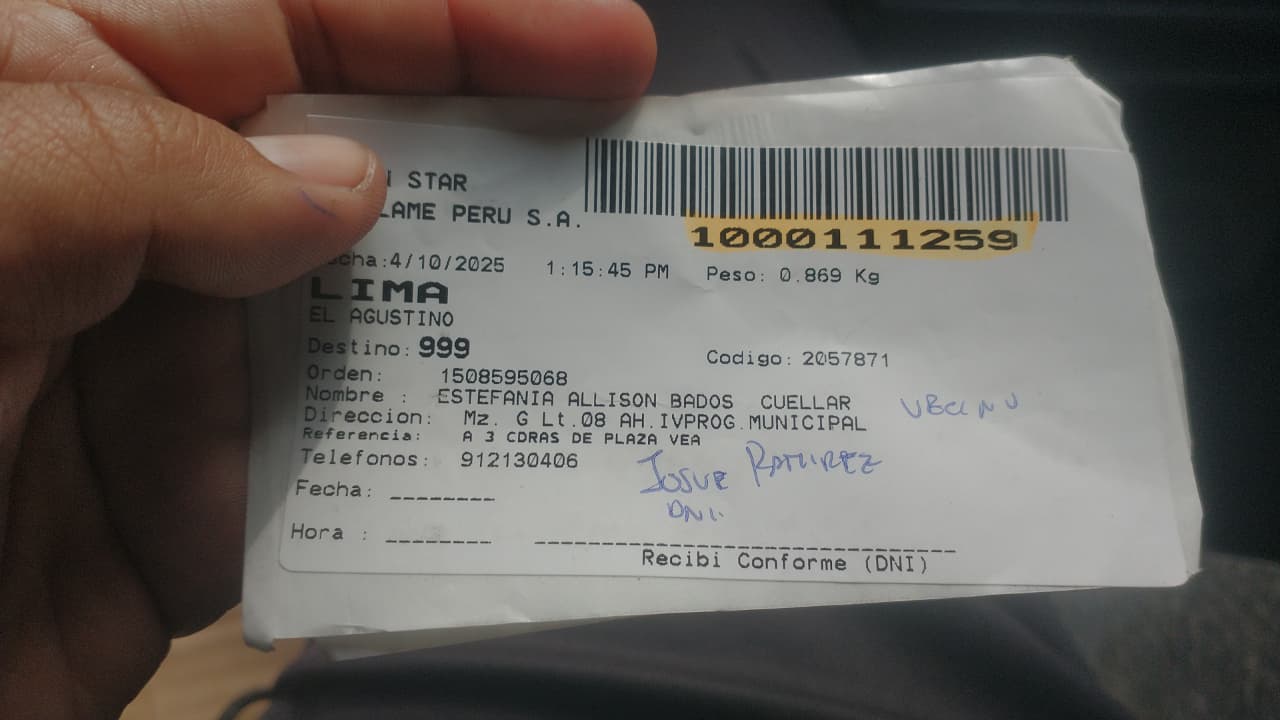 STAR
LAME PERU S.A.
1000111259
cha:4/10/2025 1:15:45 PM Peso: 0.869 Kg
LIMA
EL AGUSTINO
Destino: 999 Codigo: 2057871
Orden: 1508595068
Nombre : ESTEFANIA ALLISON BADOS CUELLAR
Direccion: Mz. G Lt.08 AH.IVPROG.MUNICIPAL
Referencia: A 3 CDRAS DE PLAZA VEA
Telefonos: 912130406
JOSUE RAMIREZ
DNI.
Fecha: ________
Hora : ________
Recibi Conforme (DNI)